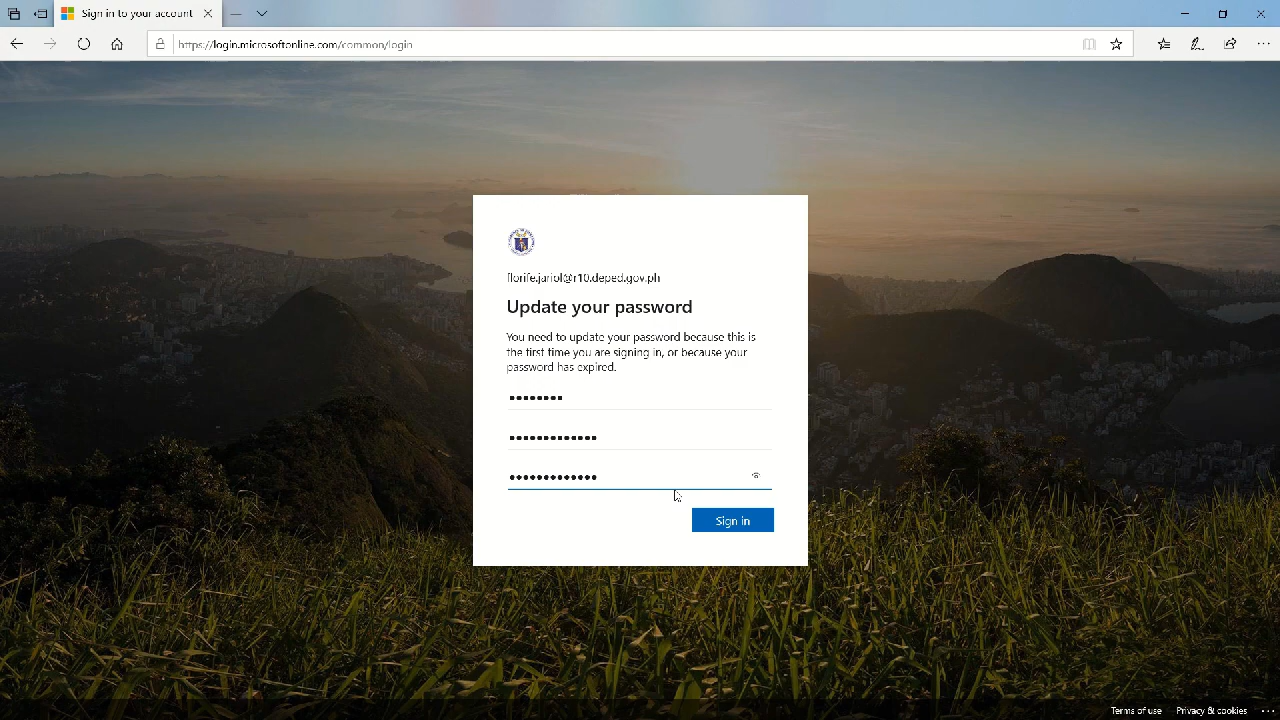 Sign in to your account
https://login.microsoftonline.com/common/login
florife.jariol@r10.deped.gov.ph
Update your password
You need to update your password because this is
the first time you are signing in, or because your
password has expired.
••••••••
•••••••••••••
•••••••••••••
Sign in
Terms of use
Privacy & cookies